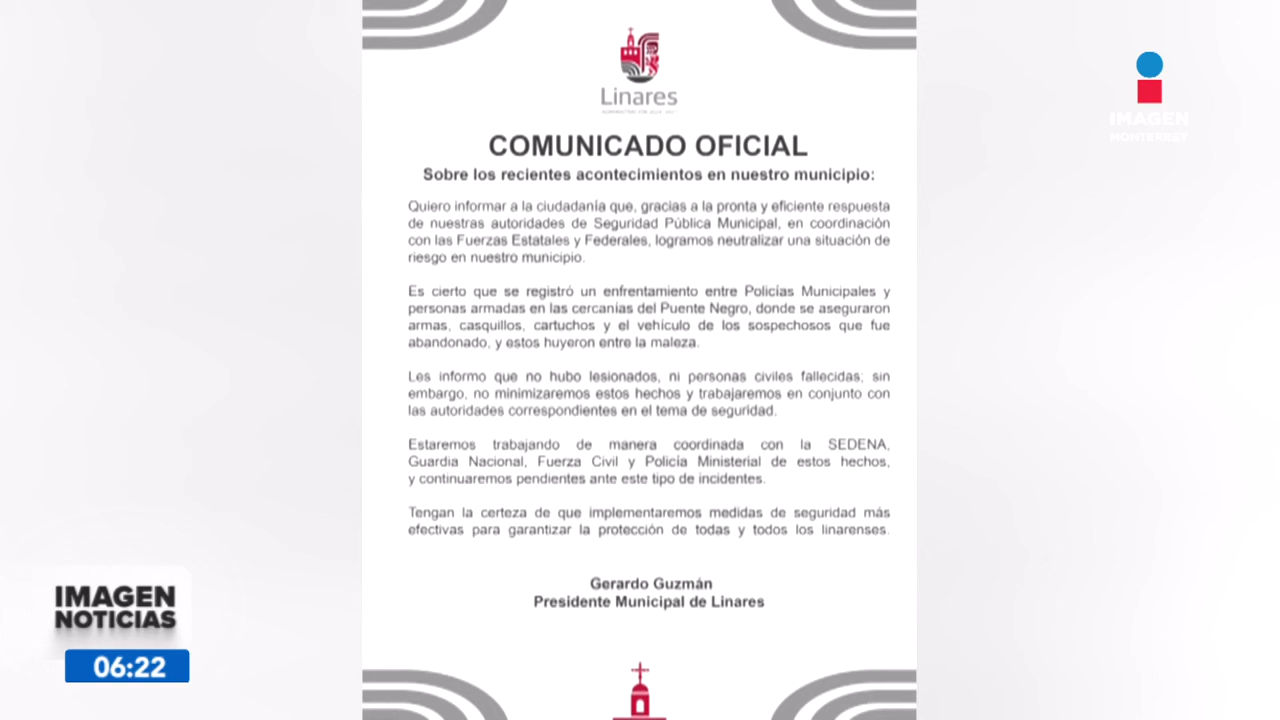 Linares
COMUNICADO OFICIAL
Sobre los recientes acontecimientos en nuestro municipio:
Quiero informar a la ciudadanía que, gracias a la pronta y eficiente respuesta
de nuestras autoridades de Seguridad Pública Municipal, en coordinación
con las Fuerzas Estatales y Federales, logramos neutralizar una situación de
riesgo en nuestro municipio.
Es cierto que se registró un enfrentamiento entre Policías Municipales y
personas armadas en las cercanías del Puente Negro, donde se aseguraron
armas, casquillos, cartuchos y el vehículo de los sospechosos que fue
abandonado, y estos huyeron entre la maleza.
Les informo que no hubo lesionados, ni personas civiles fallecidas; sin
embargo, no minimizaremos estos hechos y trabajaremos en conjunto con
las autoridades correspondientes en el tema de seguridad.
Estaremos trabajando de manera coordinada con la SEDENA,
Guardia Nacional, Fuerza Civil y Policía Ministerial de estos hechos,
y continuaremos pendientes ante este tipo de incidentes.
Tengan la certeza de que implementaremos medidas de seguridad más
efectivas para garantizar la protección de todas y todos los linarenses.
Gerardo Guzmán
Presidente Municipal de Linares
IMAGEN
MONTERREY
IMAGEN
NOTICIAS
06:22